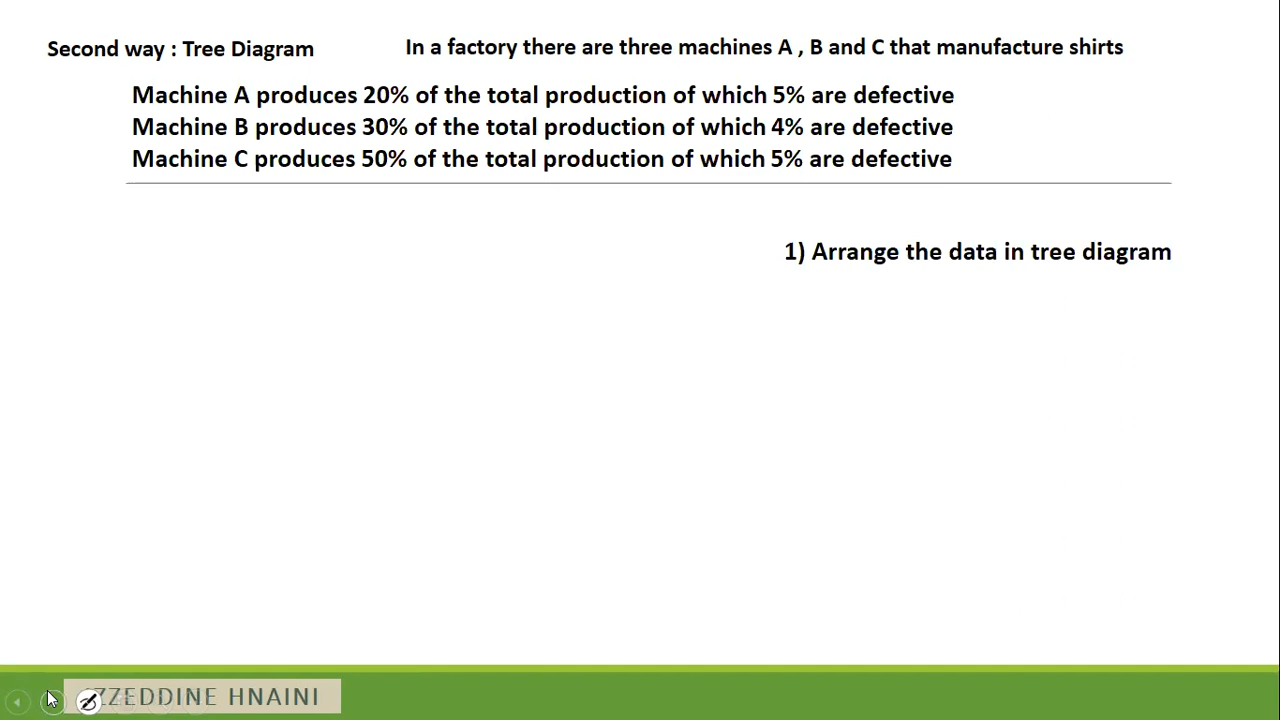 Second way : Tree Diagram
In a factory there are three machines A , B and C that manufacture shirts
Machine A produces 20% of the total production of which 5% are defective
Machine B produces 30% of the total production of which 4% are defective
Machine C produces 50% of the total production of which 5% are defective
1) Arrange the data in tree diagram
ZZEDDINE HNAINI